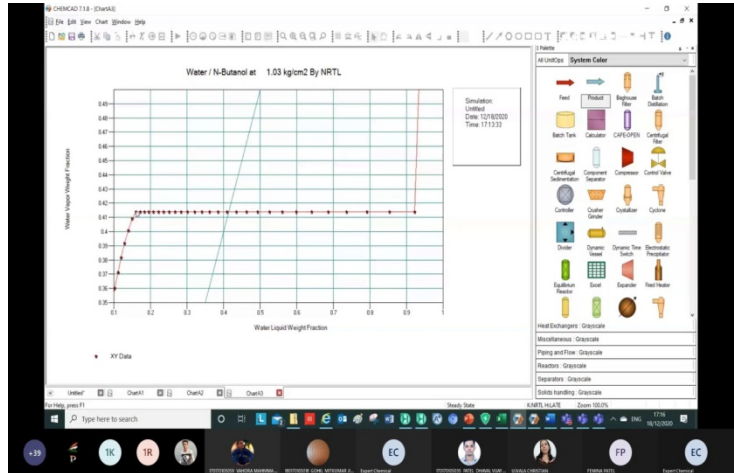 CHEMCAD 7.1.8 - [ChartA3]
File Edit View Chart Window Help
Palette
All UnitOps System Color
Water / N-Butanol at 1.03 kg/cm2 By NRTL
Simulation:
Untitled
Date: 12/18/2020
Time: 17:13:33
Water Vapor Weight Fraction
0.49
0.48
0.47
0.46
0.45
0.44
0.43
0.42
0.41
0.4
0.39
0.38
0.37
0.36
0.35
0.1 0.2 0.3 0.4 0.5 0.6 0.7 0.8 0.9 1
Water Liquid Weight Fraction
XY Data
Feed Product Baghouse Filter Batch Distillation
Batch Tank Calculator CAPE-OPEN Centrifugal Filter
Centrifugal Sedimentation Component Separator Compressor Control Valve
Controller Crusher Grinder Crystallizer Cyclone
Divider Dynamic Vessel Dynamic Time Switch Electrostatic Precipitator
Equilibrium Reactor Excel Expander Fired Heater
Heat Exchangers : Grayscale
Miscellaneous : Grayscale
Piping and Flow : Grayscale
Reactors : Grayscale
Separators : Grayscale
Solids handling : Grayscale
Untitled* ChartA1 ChartA2 ChartA3
For Help, press F1 Steady State K:NRTL H:LATE Zoom 100.0%
Type here to search
ENG 17:16
18/12/2020
+39 P 1K 1R EC FP EC
Expert Chemical
LEKHALA CHRISTIAN
FENINA PATEL
Expert Chemical